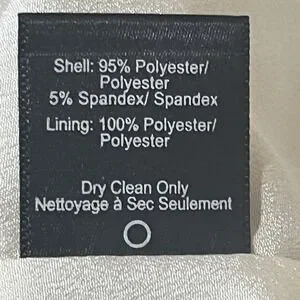 Shell: 95% Polyester/
Polyester
5% Spandex/ Spandex
Lining: 100% Polyester/
Polyester
Dry Clean Only
Nettoyage à Sec Seulement